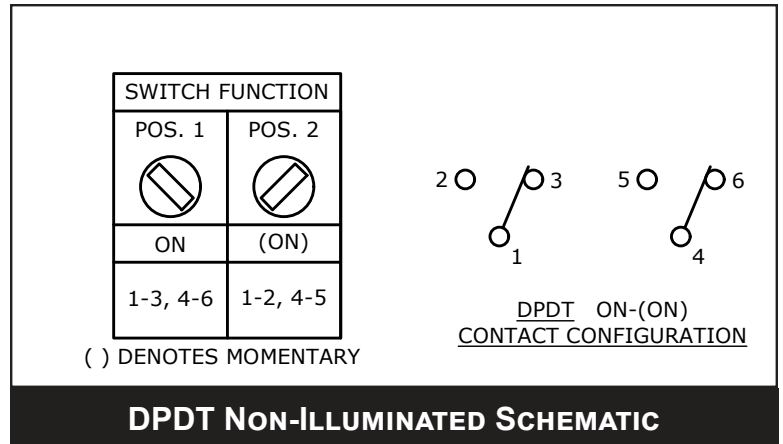 SWITCH FUNCTION
POS. 1 POS. 2
ON (ON)
1-3, 4-6 1-2, 4-5
( ) DENOTES MOMENTARY
2 3 5 6
1 4
DPDT ON-(ON)
CONTACT CONFIGURATION
DPDT NON-ILLUMINATED SCHEMATIC